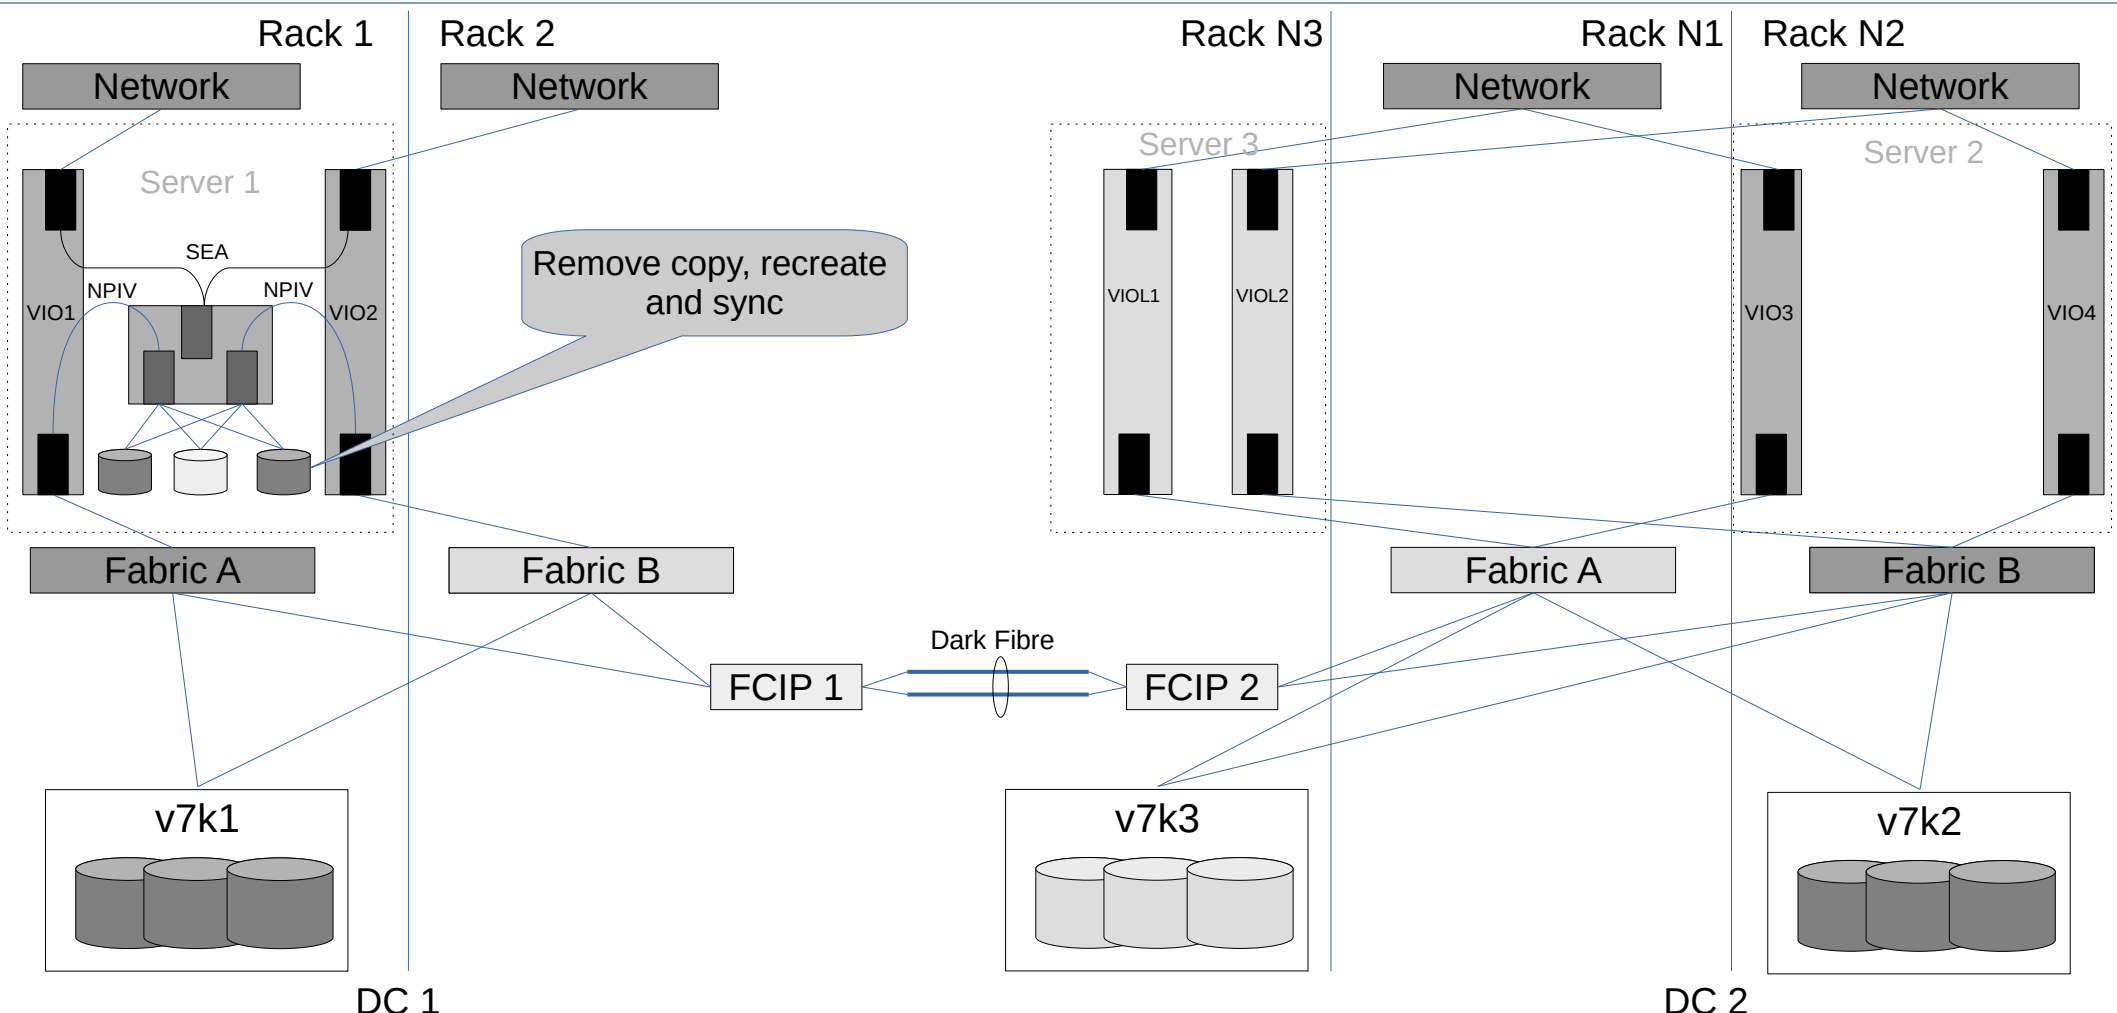 Rack 1
Rack 2
Rack N3
Rack N1
Rack N2
Network
Network
Network
Network
Server 1
Server 3
Server 2
SEA
NPIV
NPIV
VIO1
VIO2
Remove copy, recreate
and sync
VIOL1
VIOL2
VIO3
VIO4
Fabric A
Fabric B
Fabric A
Fabric B
Dark Fibre
FCIP 1
FCIP 2
v7k1
v7k3
v7k2
DC 1
DC 2